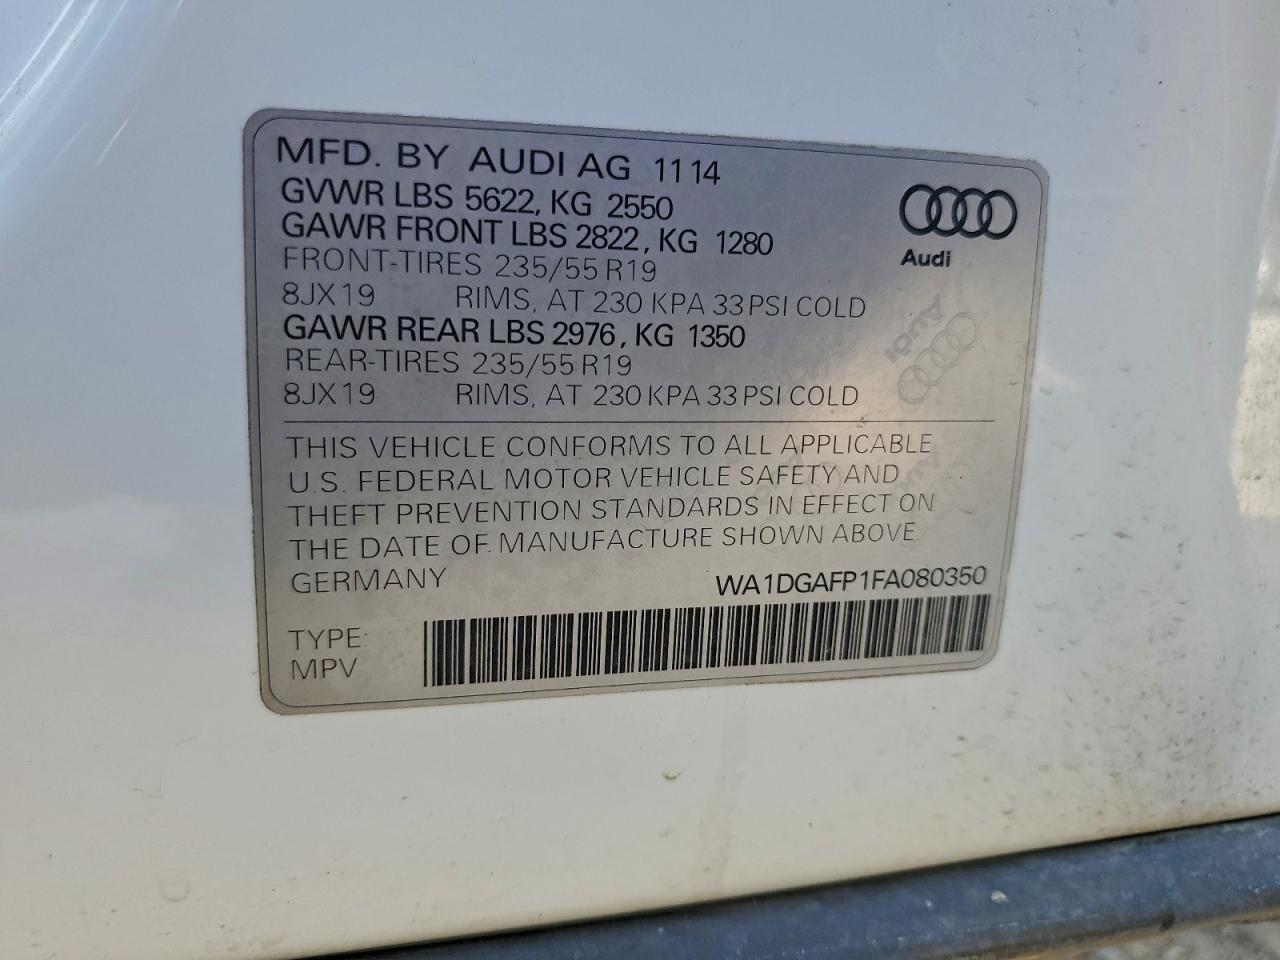 MFD. BY AUDI AG 11 14
GVWR LBS 5622, KG 2550
GAWR FRONT LBS 2822, KG 1280
FRONT-TIRES 235/55 R19
8JX19 RIMS, AT 230 KPA 33 PSI COLD
GAWR REAR LBS 2976, KG 1350
REAR-TIRES 235/55 R19
8JX19 RIMS, AT 230 KPA 33 PSI COLD
Audi
Audi
THIS VEHICLE CONFORMS TO ALL APPLICABLE
U.S. FEDERAL MOTOR VEHICLE SAFETY AND
THEFT PREVENTION STANDARDS IN EFFECT ON
THE DATE OF MANUFACTURE SHOWN ABOVE.
GERMANY WA1DGAFP1FA080350
TYPE:
MPV